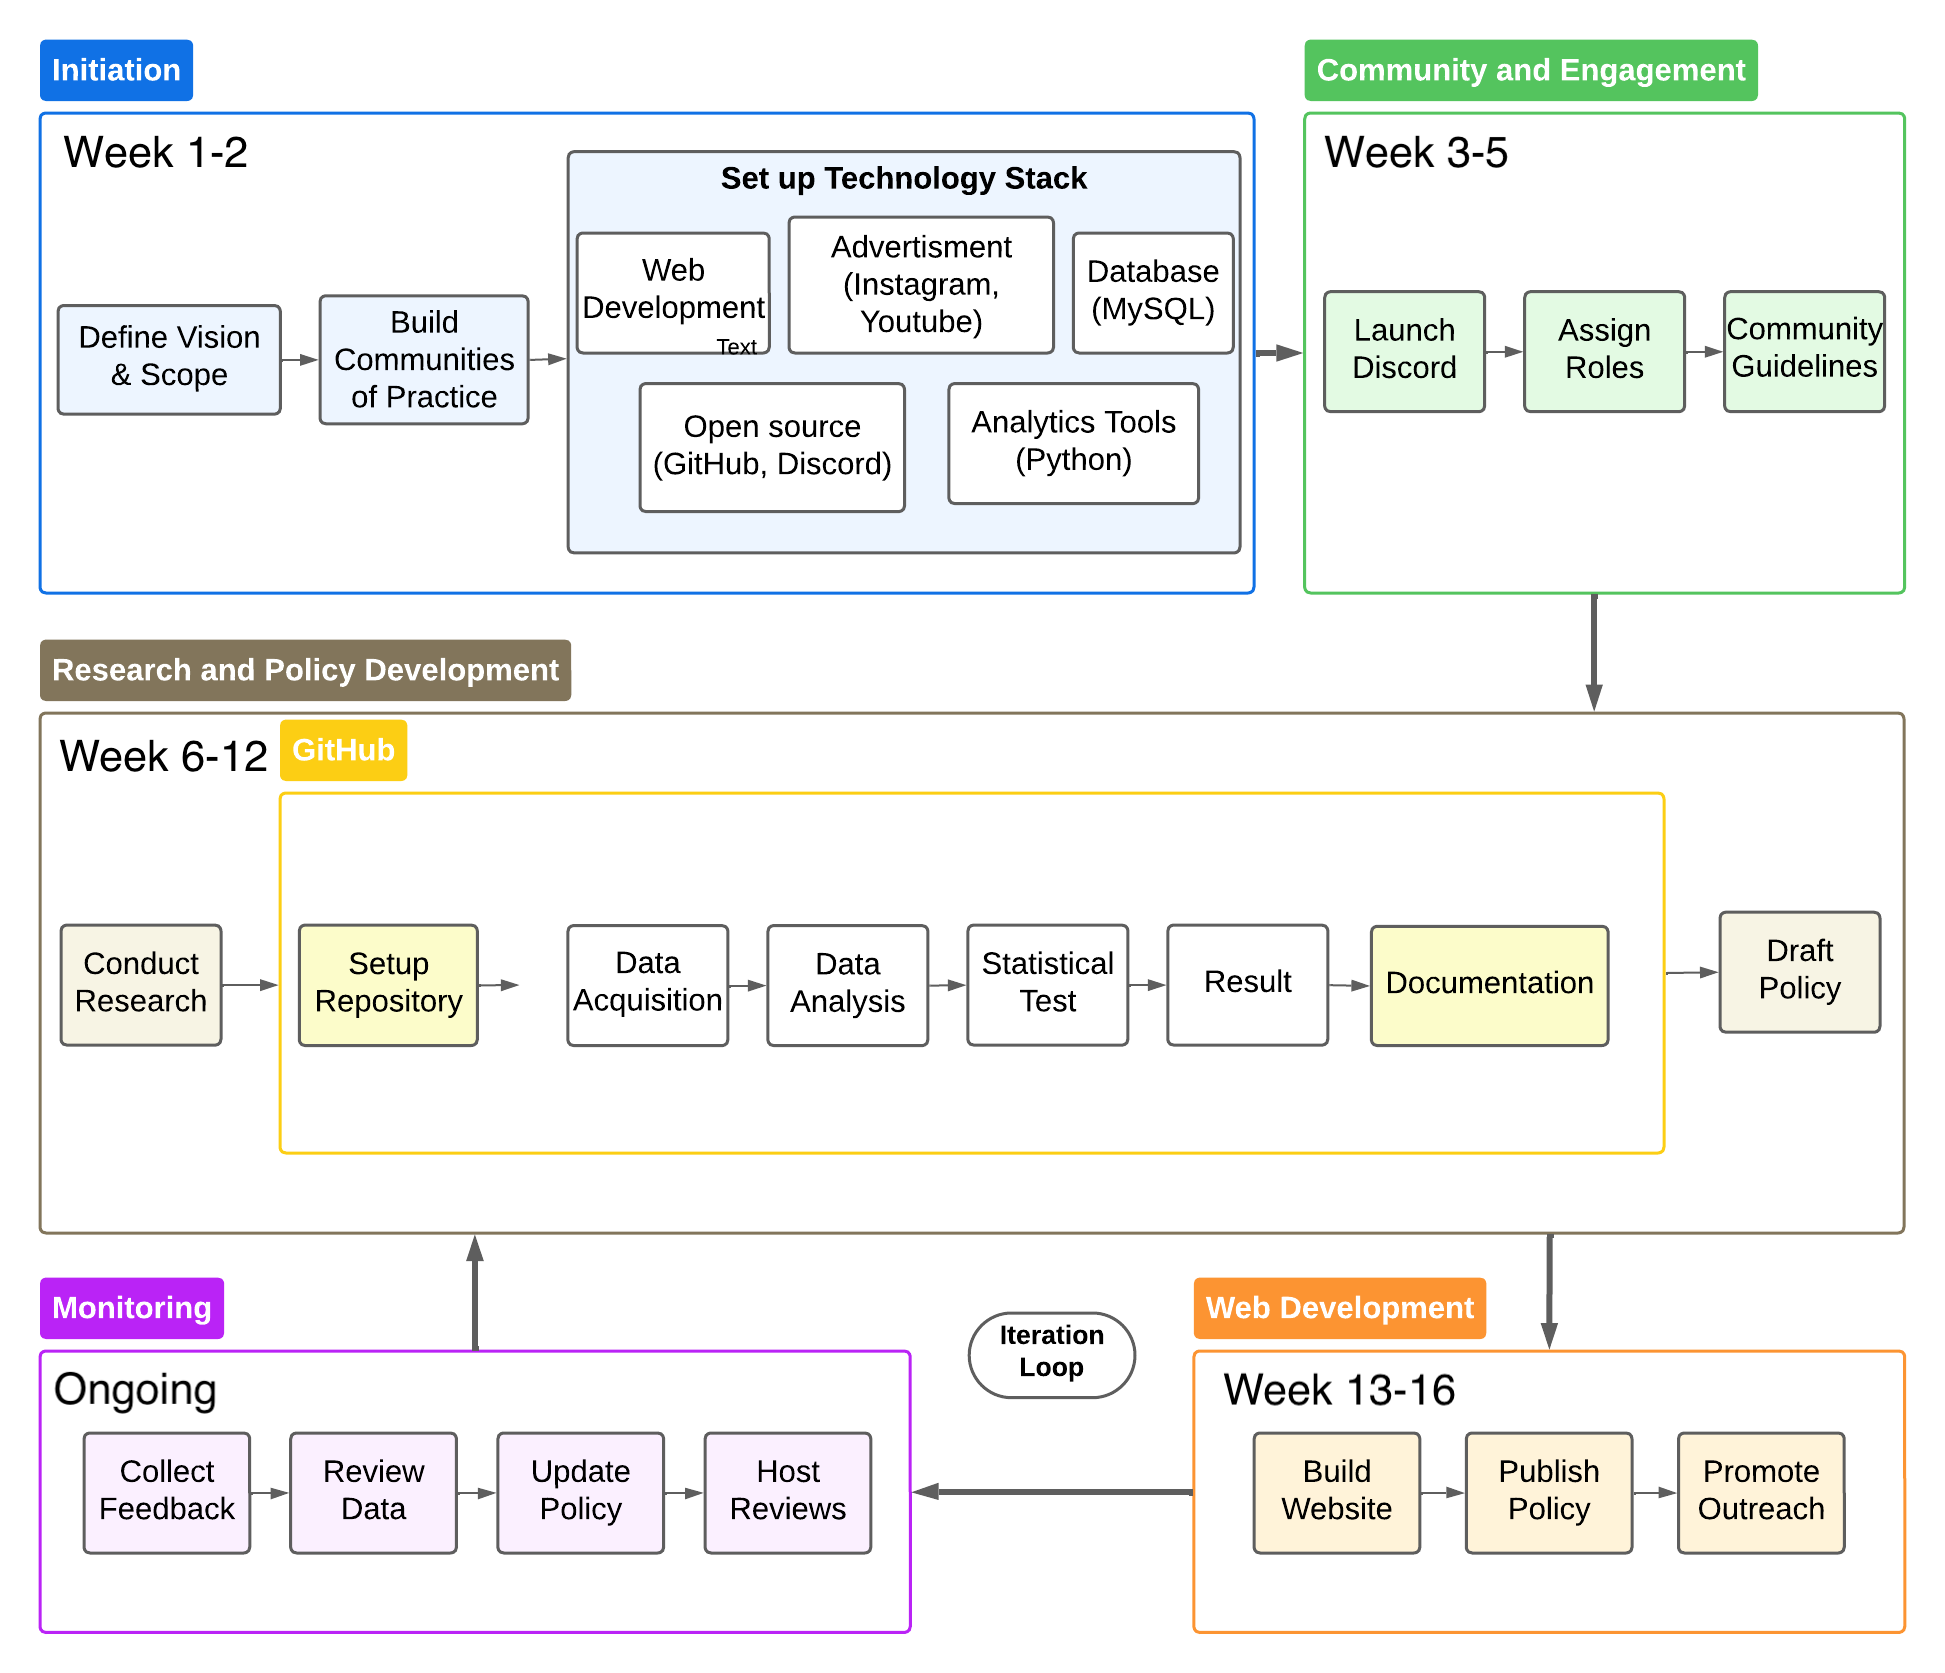 Initiation
Week 1-2
Define Vision
& Scope
Build
Communities
of Practice
Set up Technology Stack
Web
Development
Text
Advertisment
(Instagram,
Youtube)
Database
(MySQL)
Open source
(GitHub, Discord)
Analytics Tools
(Python)
Community and Engagement
Week 3-5
Launch
Discord
Assign
Roles
Community
Guidelines
Research and Policy Development
Week 6-12
GitHub
Conduct
Research
Setup
Repository
Data
Acquisition
Data
Analysis
Statistical
Test
Result
Documentation
Draft
Policy
Monitoring
Ongoing
Collect
Feedback
Review
Data
Update
Policy
Host
Reviews
Iteration
Loop
Web Development
Week 13-16
Build
Website
Publish
Policy
Promote
Outreach